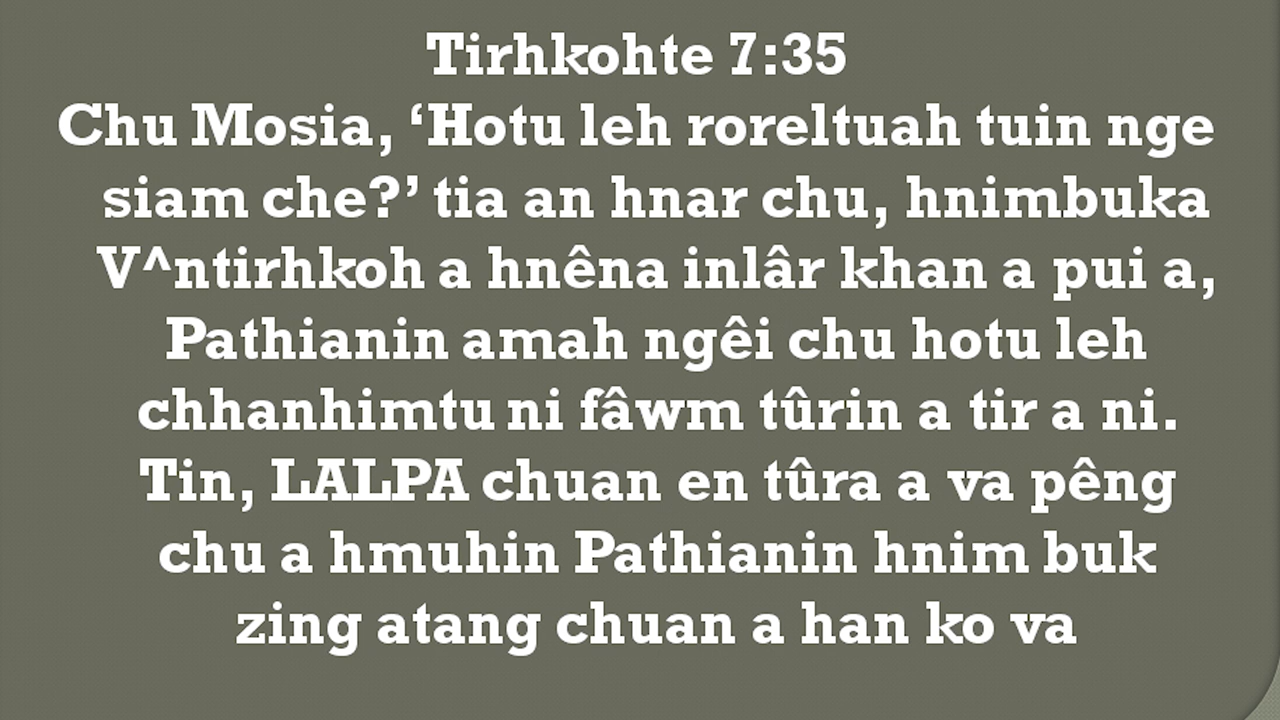 Tirhkohte 7:35
Chu Mosia, ‘Hotu leh roreltuah tuin nge
siam che?’ tia an hnar chu, hnimbuka
V^ntirhkoh a hnêna inlâr khan a pui a,
Pathianin amah ngêi chu hotu leh
chhanhimtu ni fâwm tûrin a tir a ni.
Tin, LALPA chuan en tûra a va pêng
chu a hmuhin Pathianin hnim buk
zing atang chuan a han ko va